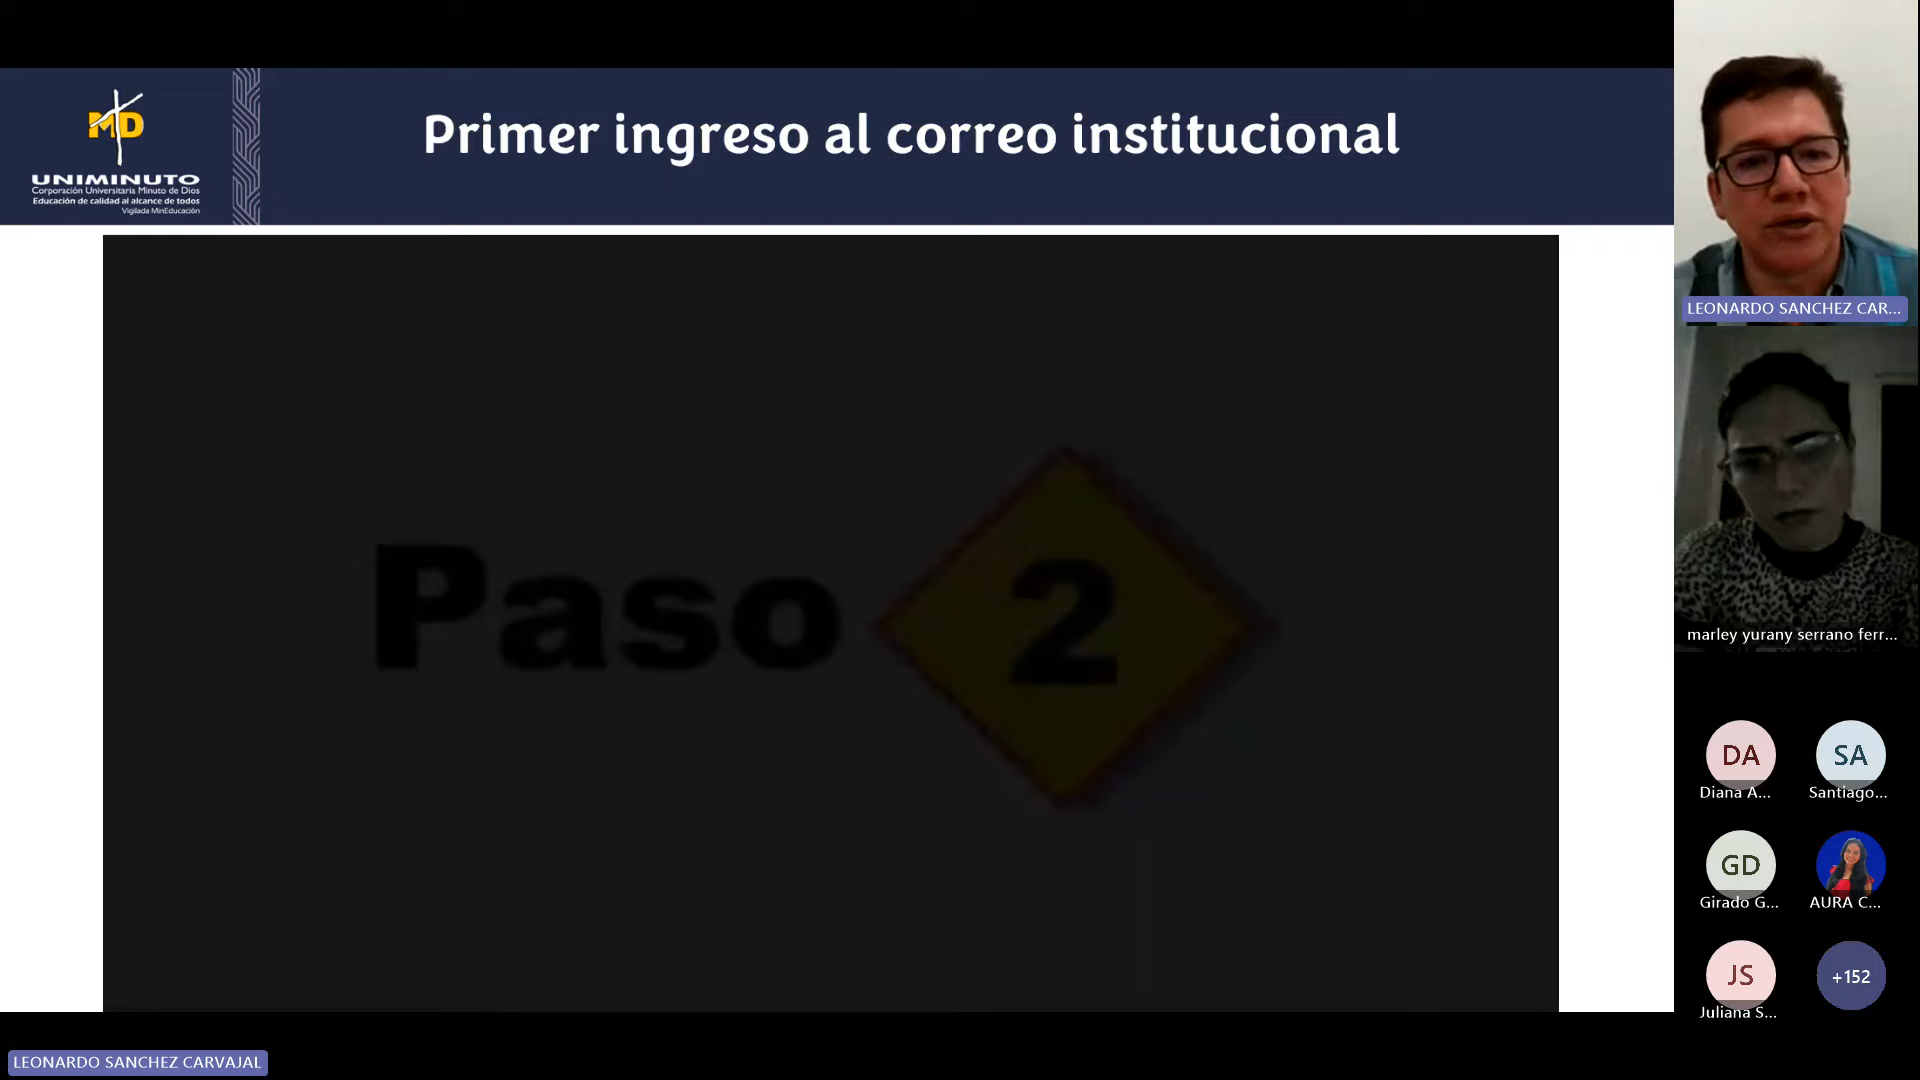 MD
UNIMINUTO
Corporación Universitaria Minuto de Dios
Educación de calidad al alcance de todos
Vigilada MinEducación
Primer ingreso al correo institucional
Paso 2
LEONARDO SANCHEZ CAR...
marley yurany serrano ferr...
DA
Diana A...
SA
Santiago...
GD
Girado G...
AURA C...
JS
Juliana S...
+152
LEONARDO SANCHEZ CARVAJAL